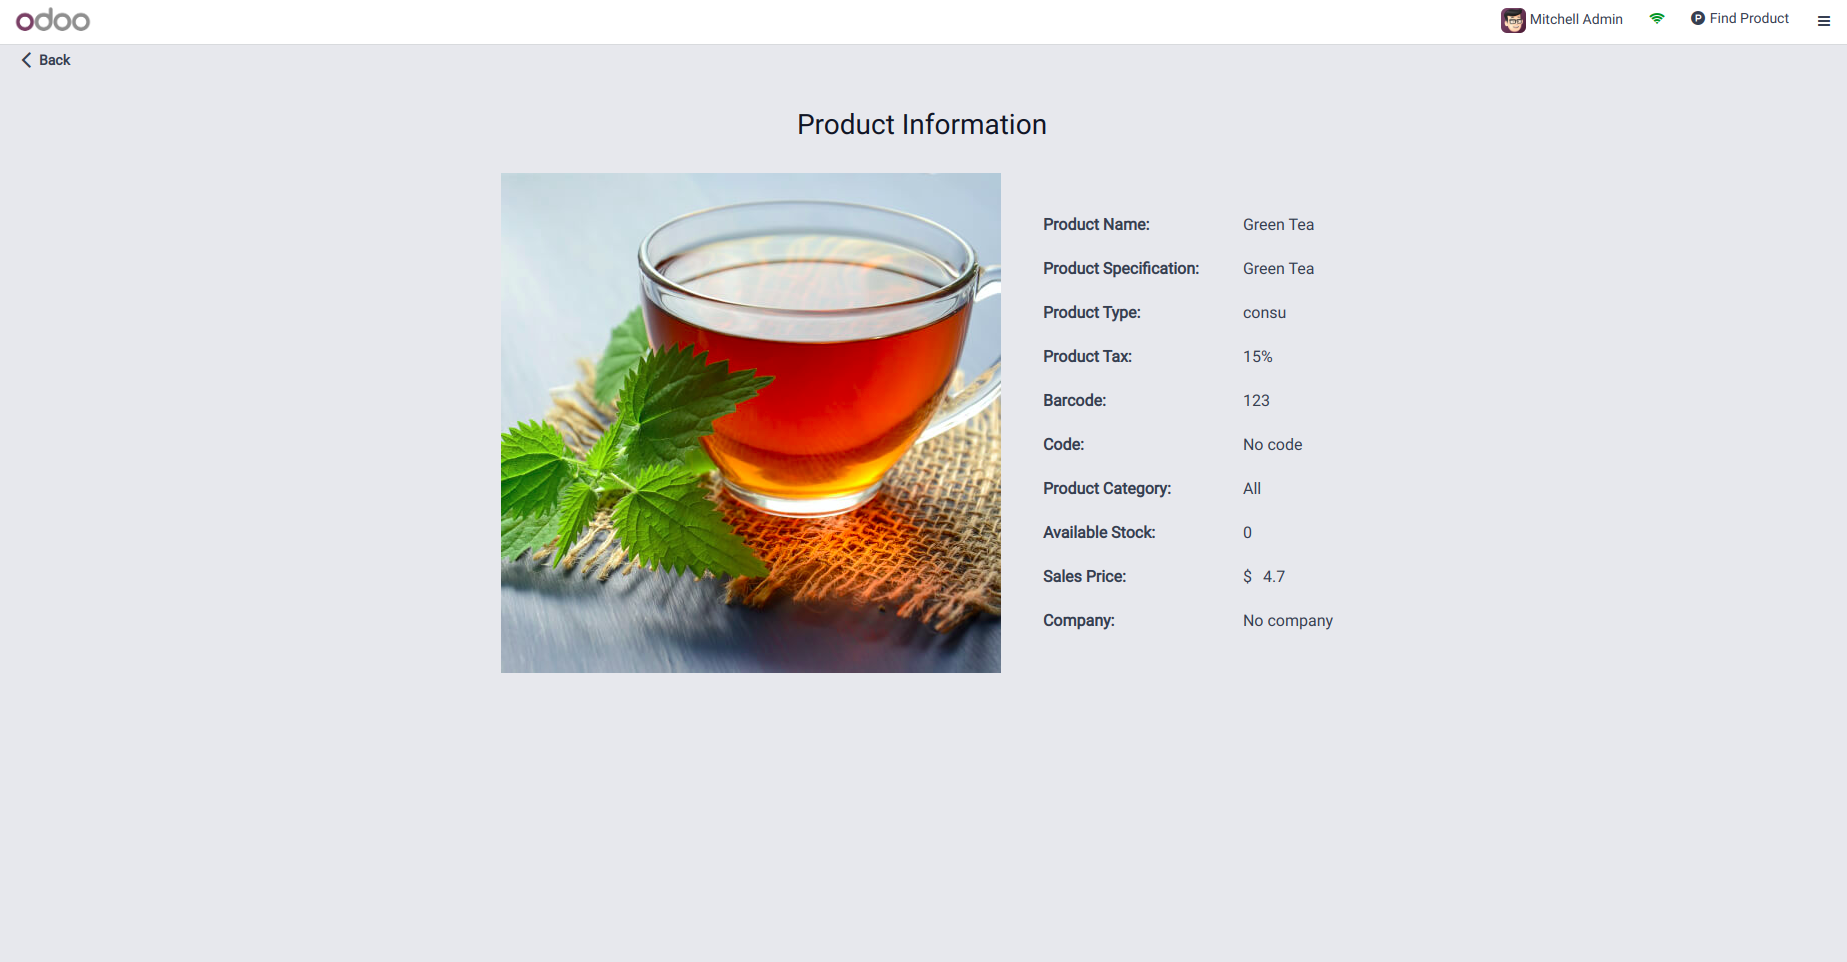 odoo
Mitchell Admin
P Find Product
Back
Product Information
Product Name: Green Tea
Product Specification: Green Tea
Product Type: consu
Product Tax: 15%
Barcode: 123
Code: No code
Product Category: All
Available Stock: 0
Sales Price: $ 4.7
Company: No company